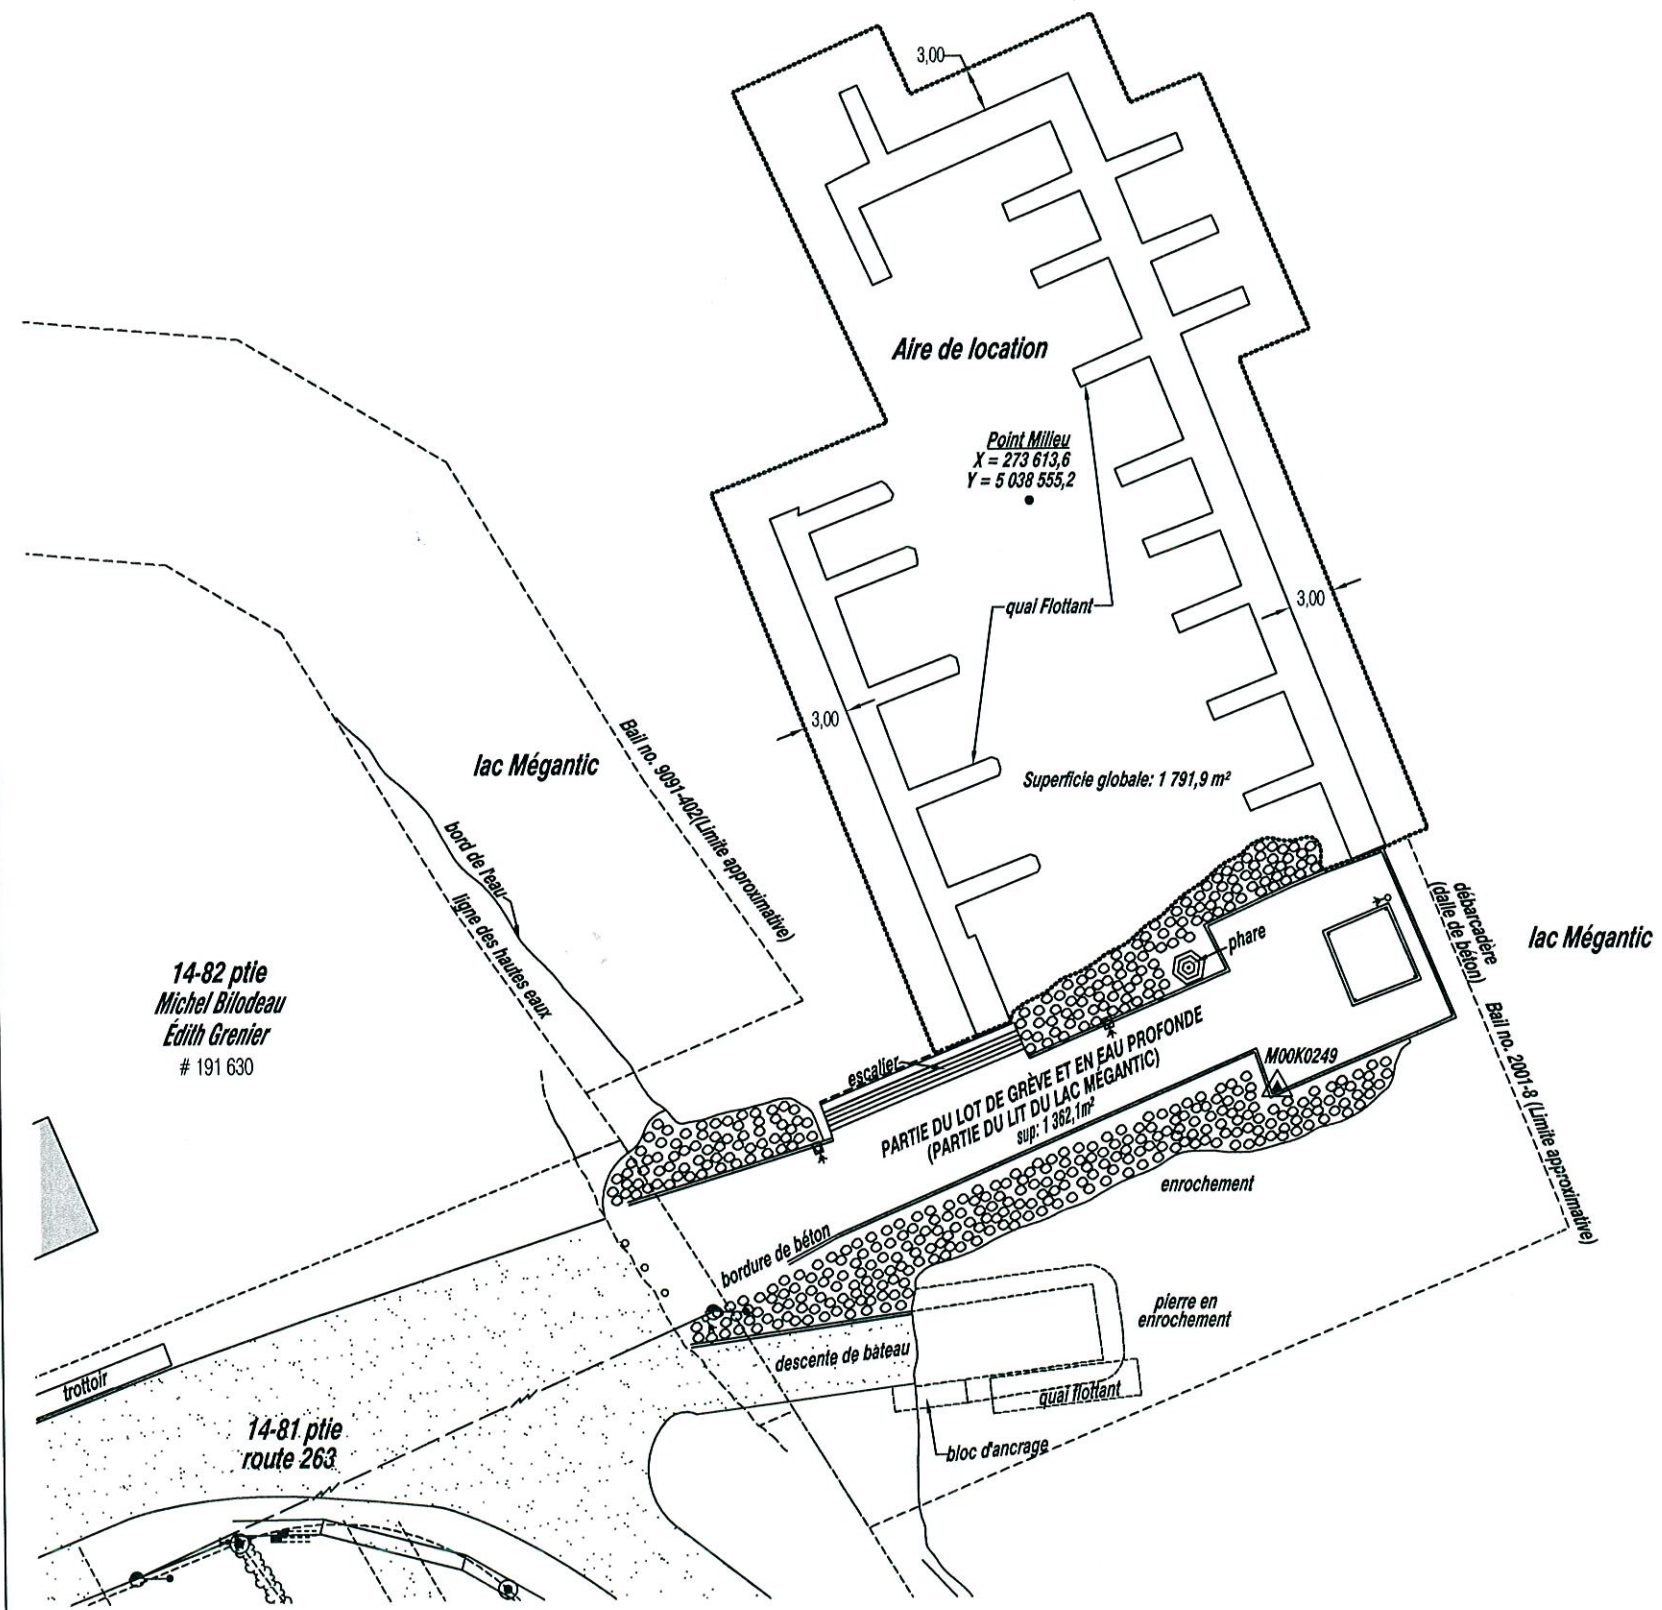 3,00
Aire de location
Point Milieu
X = 273 613,6
Y = 5 038 555,2
quai Flottant
3,00
3,00
Superficie globale: 1 791,9 m²
lac Mégantic
Bail no. 9091-402(Limite approximative)
bord de l'eau
ligne des hautes eaux
14-82 ptie
Michel Bilodeau
Édith Grenier
# 191 630
débarcadère
(dalle de béton)
lac Mégantic
phare
Bail no. 2001-8 (Limite approximative)
escalier
PARTIE DU LOT DE GRÈVE ET EN EAU PROFONDE
(PARTIE DU LIT DU LAC MÉGANTIC)
sup: 1 362,1m²
M00K0249
enrochement
bordure de béton
pierre en
enrochement
descente de bateau
quai flottant
bloc d'ancrage
trottoir
14-81 ptie
route 263